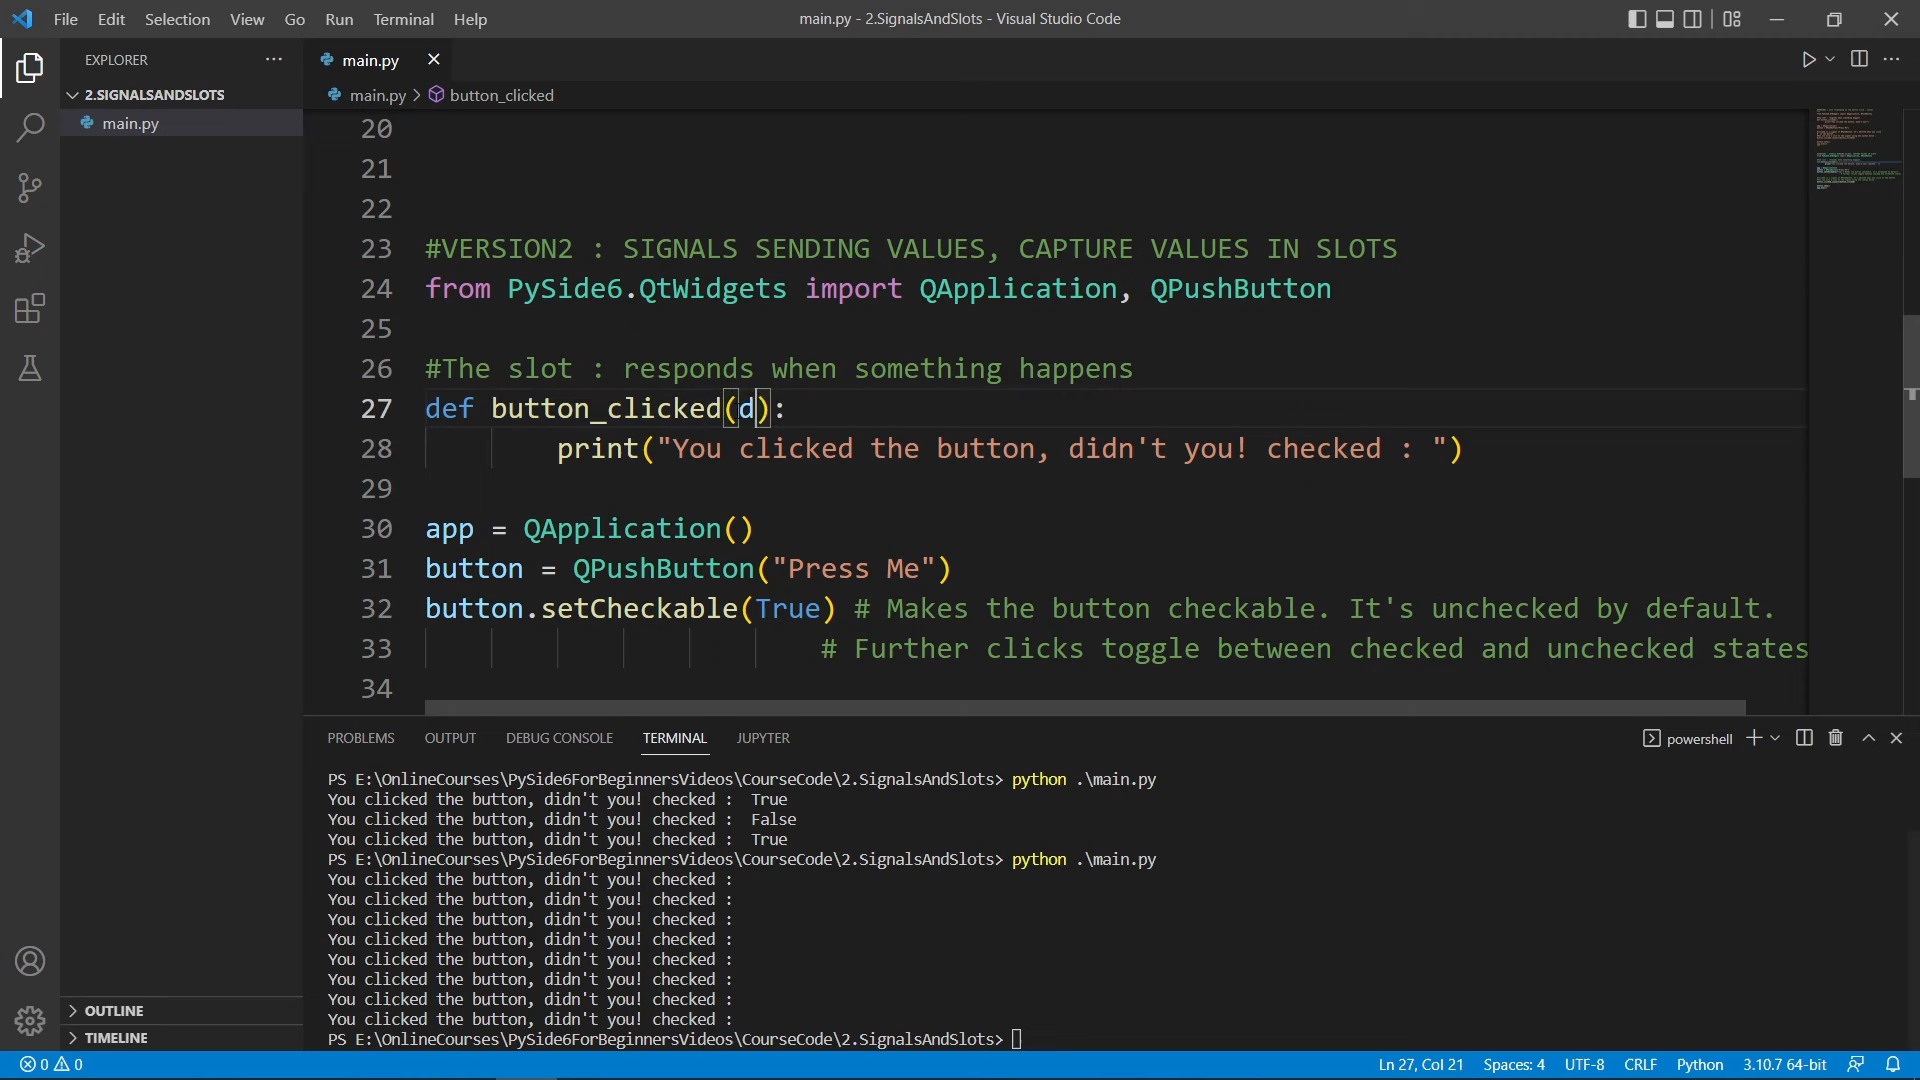 File Edit Selection View Go Run Terminal Help
main.py - 2.SignalsAndSlots - Visual Studio Code
EXPLORER
2.SIGNALSANDSLOTS
main.py
OUTLINE
TIMELINE
main.py
main.py > button_clicked
20
21
22
23 #VERSION2 : SIGNALS SENDING VALUES, CAPTURE VALUES IN SLOTS
24 from PySide6.QtWidgets import QApplication, QPushButton
25
26 #The slot : responds when something happens
27 def button_clicked(d):
28 print("You clicked the button, didn't you! checked : ")
29
30 app = QApplication()
31 button = QPushButton("Press Me")
32 button.setCheckable(True) # Makes the button checkable. It's unchecked by default.
33 # Further clicks toggle between checked and unchecked states
34
PROBLEMS OUTPUT DEBUG CONSOLE TERMINAL JUPYTER
powershell
PS E:\OnlineCourses\PySide6ForBeginnersVideos\CourseCode\2.SignalsAndSlots> python .\main.py
You clicked the button, didn't you! checked : True
You clicked the button, didn't you! checked : False
You clicked the button, didn't you! checked : True
PS E:\OnlineCourses\PySide6ForBeginnersVideos\CourseCode\2.SignalsAndSlots> python .\main.py
You clicked the button, didn't you! checked :
You clicked the button, didn't you! checked :
You clicked the button, didn't you! checked :
You clicked the button, didn't you! checked :
You clicked the button, didn't you! checked :
You clicked the button, didn't you! checked :
You clicked the button, didn't you! checked :
You clicked the button, didn't you! checked :
PS E:\OnlineCourses\PySide6ForBeginnersVideos\CourseCode\2.SignalsAndSlots>
0 0
Ln 27, Col 21 Spaces: 4 UTF-8 CRLF Python 3.10.7 64-bit